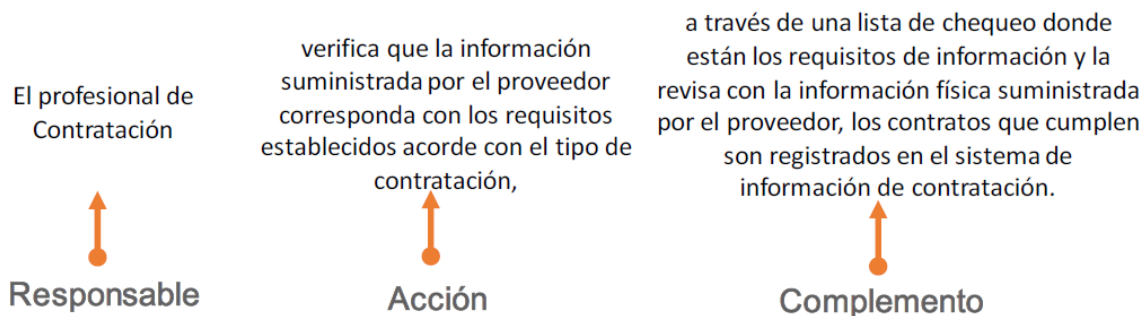 El profesional de
Contratación
verifica que la información
suministrada por el proveedor
corresponda con los requisitos
establecidos acorde con el tipo de
contratación,
a través de una lista de chequeo donde
están los requisitos de información y la
revisa con la información física suministrada
por el proveedor, los contratos que cumplen
son registrados en el sistema de
información de contratación.
Responsable
Acción
Complemento